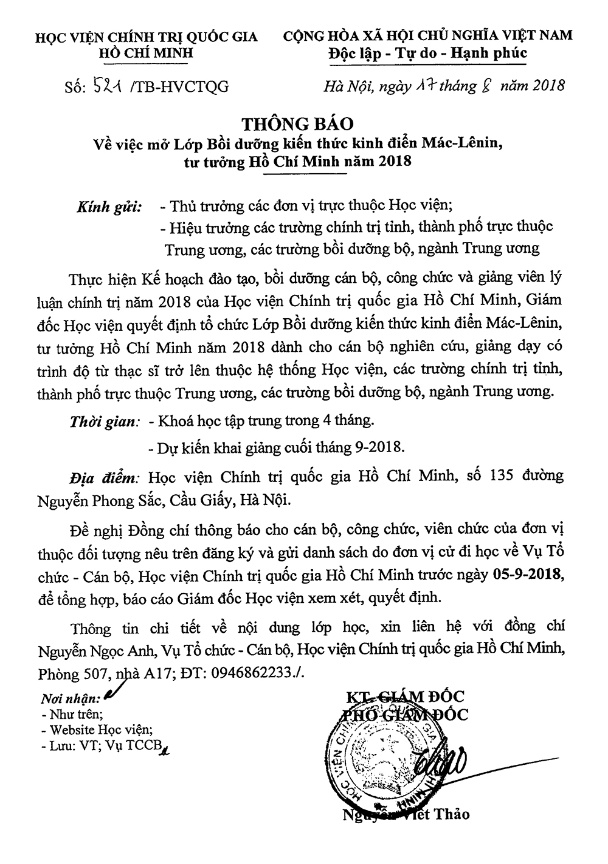 HỌC VIỆN CHÍNH TRỊ QUỐC GIA
HỒ CHÍ MINH
CỘNG HÒA XÃ HỘI CHỦ NGHĨA VIỆT NAM
Độc lập - Tự do - Hạnh phúc
Số: 521 /TB-HVCTQG
Hà Nội, ngày 17 tháng 8 năm 2018
THÔNG BÁO
Về việc mở Lớp Bồi dưỡng kiến thức kinh điển Mác-Lênin,
tư tưởng Hồ Chí Minh năm 2018
Kính gửi: - Thủ trưởng các đơn vị trực thuộc Học viện;
- Hiệu trưởng các trường chính trị tỉnh, thành phố trực thuộc
Trung ương, các trường bồi dưỡng bộ, ngành Trung ương
Thực hiện Kế hoạch đào tạo, bồi dưỡng cán bộ, công chức và giảng viên lý
luận chính trị năm 2018 của Học viện Chính trị quốc gia Hồ Chí Minh, Giám
đốc Học viện quyết định tổ chức Lớp Bồi dưỡng kiến thức kinh điển Mác-Lênin,
tư tưởng Hồ Chí Minh năm 2018 dành cho cán bộ nghiên cứu, giảng dạy có
trình độ từ thạc sĩ trở lên thuộc hệ thống Học viện, các trường chính trị tỉnh,
thành phố trực thuộc Trung ương, các trường bồi dưỡng bộ, ngành Trung ương.
Thời gian: - Khoá học tập trung trong 4 tháng.
- Dự kiến khai giảng cuối tháng 9-2018.
Địa điểm: Học viện Chính trị quốc gia Hồ Chí Minh, số 135 đường
Nguyễn Phong Sắc, Cầu Giấy, Hà Nội.
Đề nghị Đồng chí thông báo cho cán bộ, công chức, viên chức của đơn vị
thuộc đối tượng nêu trên đăng ký và gửi danh sách do đơn vị cử đi học về Vụ Tổ
chức - Cán bộ, Học viện Chính trị quốc gia Hồ Chí Minh trước ngày 05-9-2018,
để tổng hợp, báo cáo Giám đốc Học viện xem xét, quyết định.
Thông tin chi tiết về nội dung lớp học, xin liên hệ với đồng chí
Nguyễn Ngọc Anh, Vụ Tổ chức - Cán bộ, Học viện Chính trị quốc gia Hồ Chí Minh,
Phòng 507, nhà A17; ĐT: 0946862233./.
Nơi nhận:
- Như trên;
- Website Học viện;
- Lưu: VT; Vụ TCCB
KT. GIÁM ĐỐC
PHÓ GIÁM ĐỐC
HỌC VIỆN CHÍNH TRỊ QUỐC GIA HỒ CHÍ MINH
Nguyễn Viết Thảo